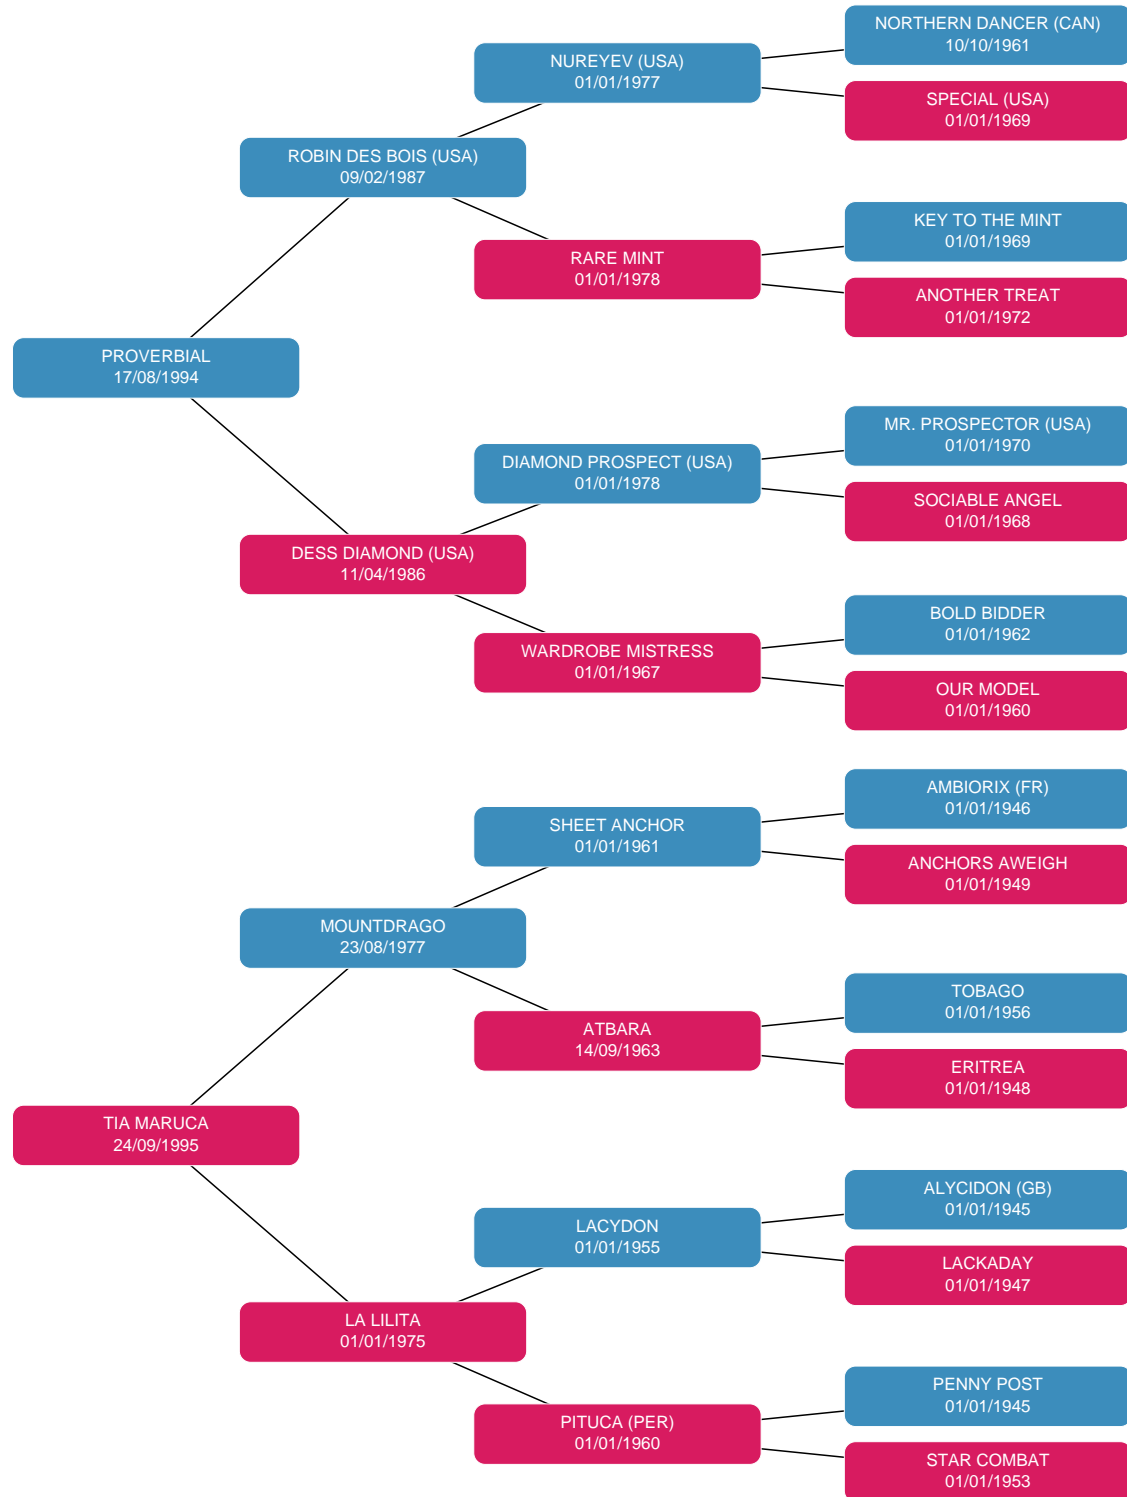 NORTHERN DANCER (CAN)
10/10/1961
NUREYEV (USA)
01/01/1977
SPECIAL (USA)
01/01/1969
ROBIN DES BOIS (USA)
09/02/1987
KEY TO THE MINT
01/01/1969
RARE MINT
01/01/1978
ANOTHER TREAT
01/01/1972
PROVERBIAL
17/08/1994
MR. PROSPECTOR (USA)
01/01/1970
DIAMOND PROSPECT (USA)
01/01/1978
SOCIABLE ANGEL
01/01/1968
DESS DIAMOND (USA)
11/04/1986
BOLD BIDDER
01/01/1962
WARDROBE MISTRESS
01/01/1967
OUR MODEL
01/01/1960
AMBIORIX (FR)
01/01/1946
SHEET ANCHOR
01/01/1961
ANCHORS AWEIGH
01/01/1949
MOUNTDRAGO
23/08/1977
TOBAGO
01/01/1956
ATBARA
14/09/1963
ERITREA
01/01/1948
TIA MARUCA
24/09/1995
ALYCIDON (GB)
01/01/1945
LACYDON
01/01/1955
LACKADAY
01/01/1947
LA LILITA
01/01/1975
PENNY POST
01/01/1945
PITUCA (PER)
01/01/1960
STAR COMBAT
01/01/1953